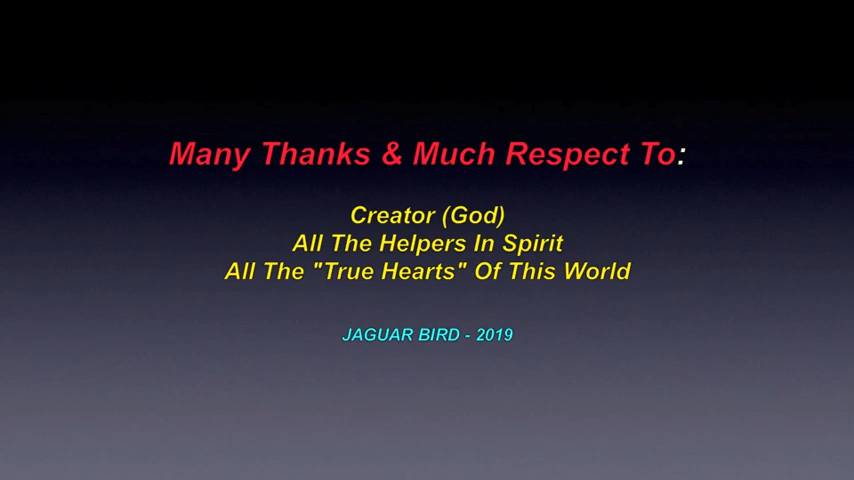 Many Thanks & Much Respect To:
Creator (God)
All The Helpers In Spirit
All The "True Hearts" Of This World
JAGUAR BIRD - 2019